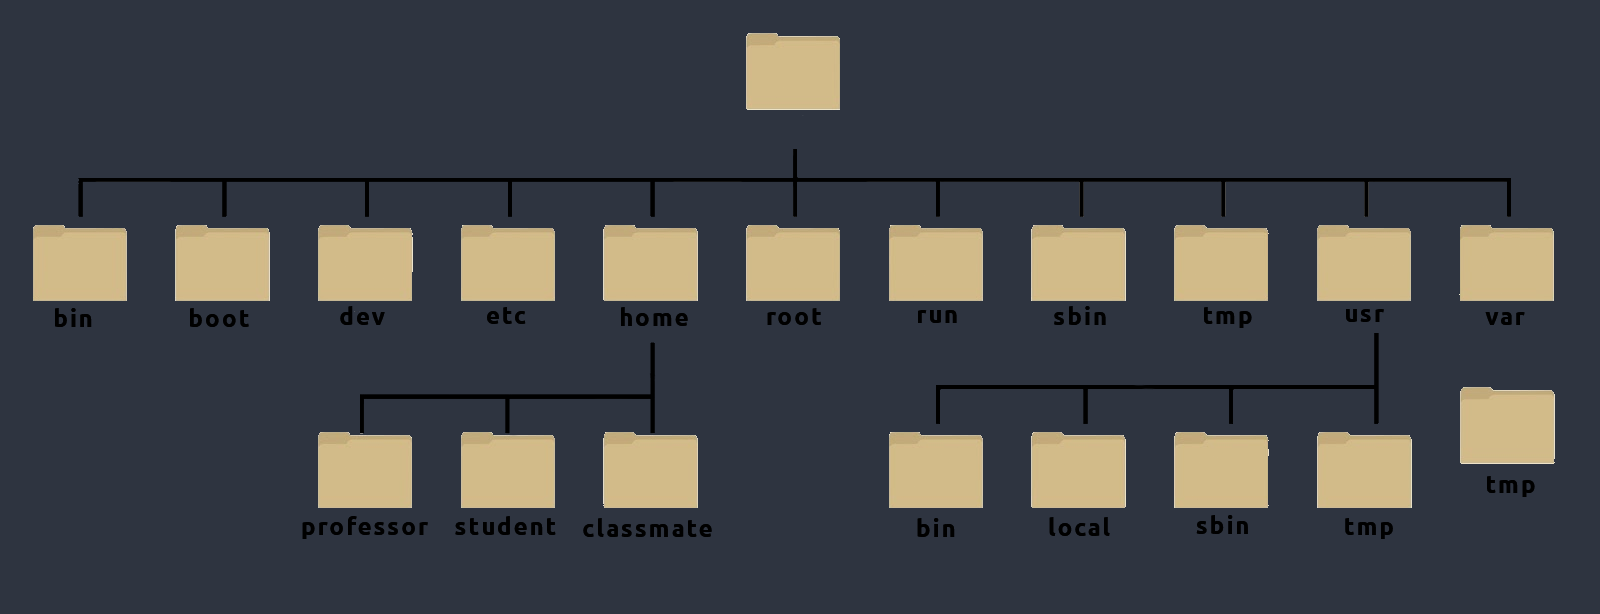 bin
boot
dev
etc
home
root
run
sbin
tmp
usr
var
professor
student
classmate
bin
local
sbin
tmp
tmp